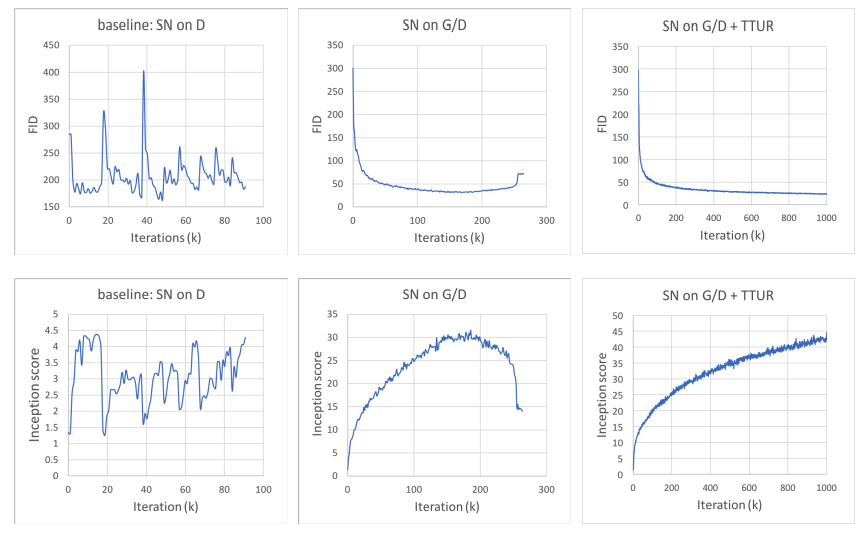 baseline: SN on D
450
400
350
300
250
200
150
0 20 40 60 80 100
FID
Iterations (k)
SN on G/D
350
300
250
200
150
100
50
0
0 100 200 300
FID
Iterations (k)
SN on G/D + TTUR
350
300
250
200
150
100
50
0
0 200 400 600 800 1000
FID
Iteration (k)
baseline: SN on D
5
4.5
4
3.5
3
2.5
2
1.5
1
0.5
0
0 20 40 60 80 100
Inception score
Iteration (k)
SN on G/D
35
30
25
20
15
10
5
0
0 100 200 300
Inception score
Iteration (k)
SN on G/D + TTUR
50
45
40
35
30
25
20
15
10
5
0
0 200 400 600 800 1000
Inception score
Iteration (k)